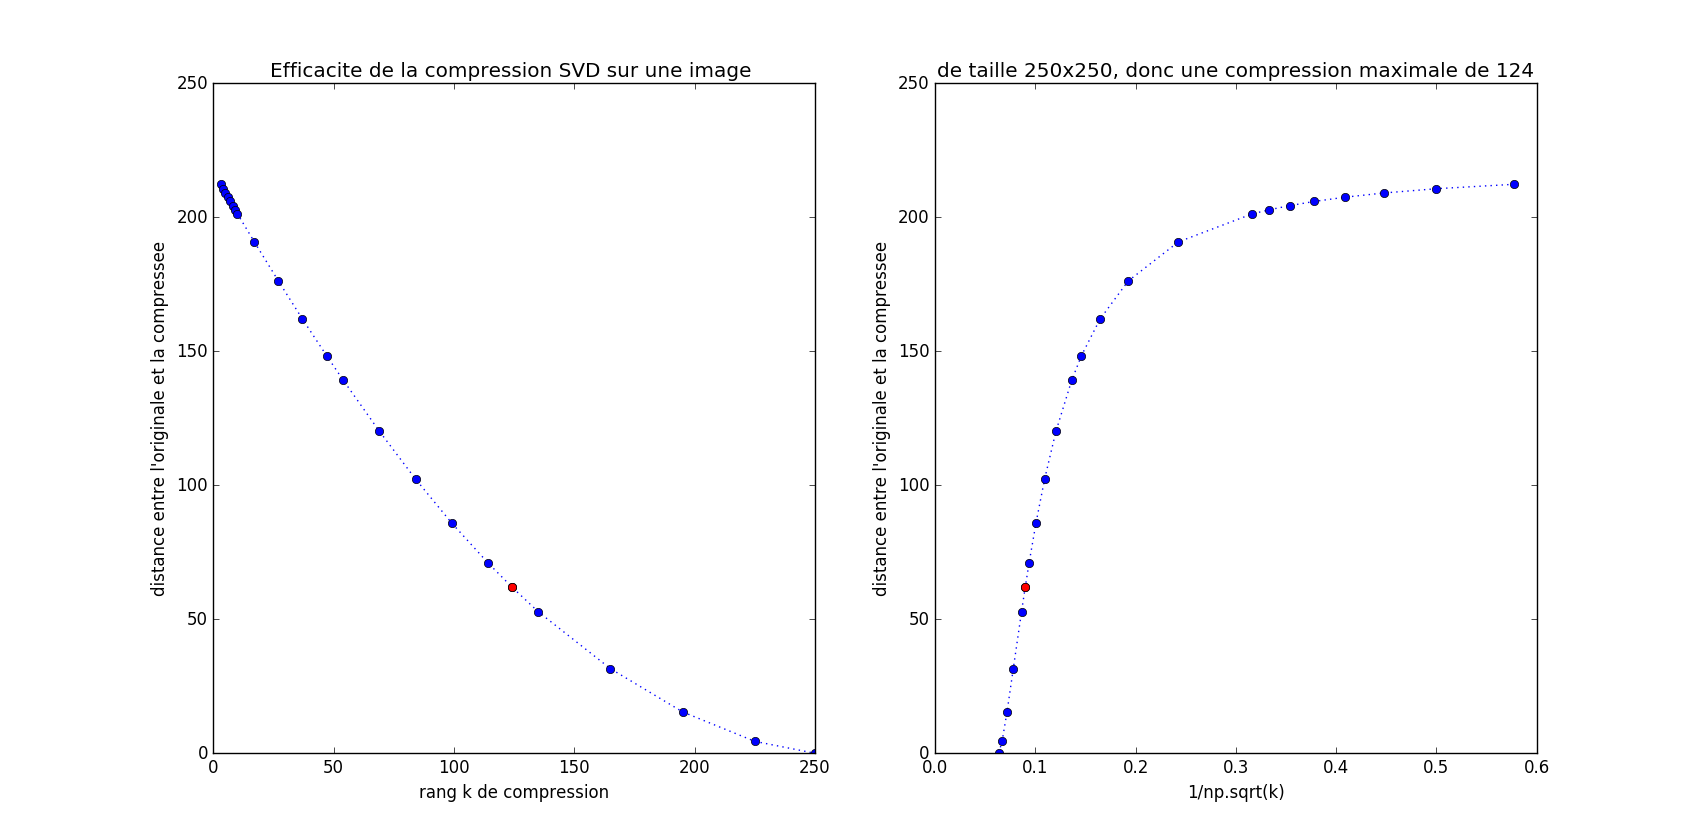 Efficacite de la compression SVD sur une image
250
200
150
100
50
0
distance entre l'originale et la compressee
0 50 100 150 200 250
rang k de compression
de taille 250x250, donc une compression maximale de 124
250
200
150
100
50
0
distance entre l'originale et la compressee
0.0 0.1 0.2 0.3 0.4 0.5 0.6
1/np.sqrt(k)